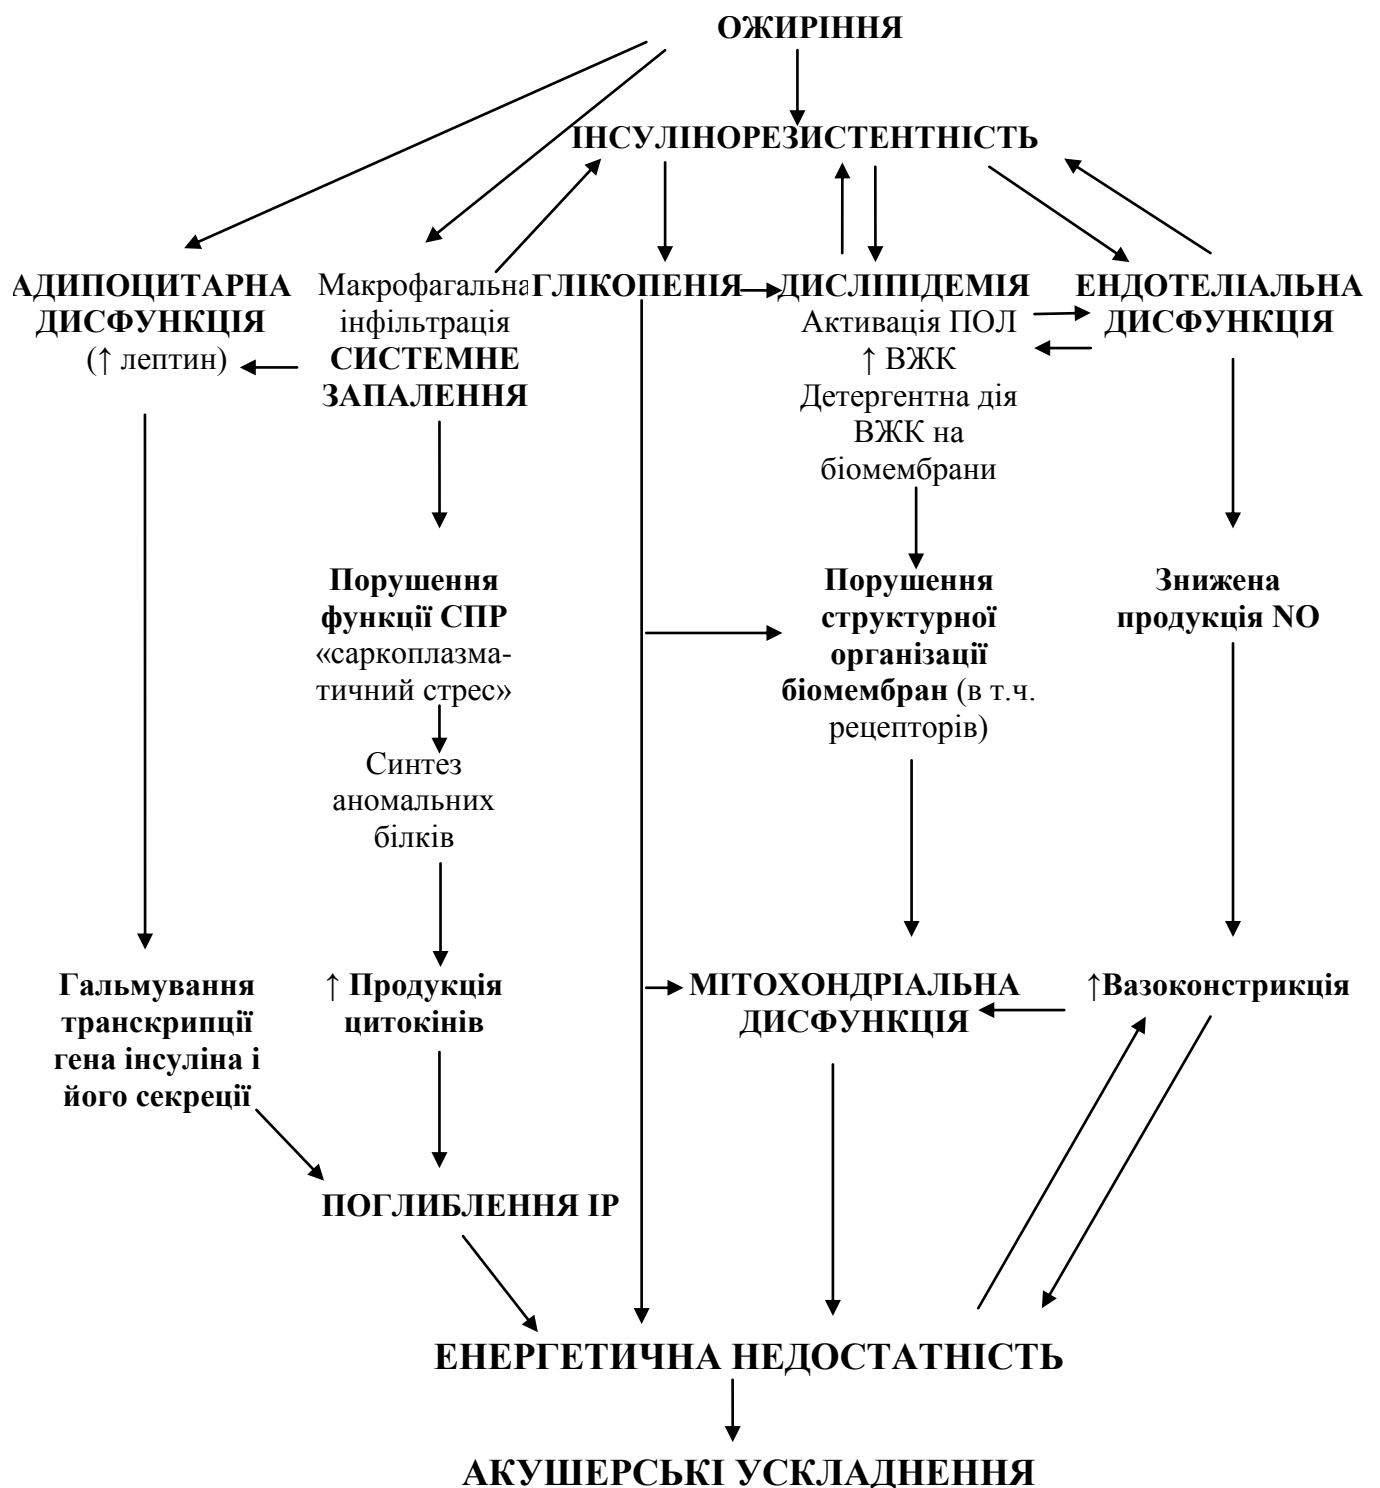 ОЖИРІННЯ
ІНСУЛІНОРЕЗИСТЕНТНІСТЬ
АДИПОЦИТАРНА
ДИСФУНКЦІЯ
(↑ лептин)
Макрофагальна
інфільтрація
СИСТЕМНЕ
ЗАПАЛЕННЯ
ГЛІКОПЕНІЯ
ДИСЛІПІДЕМІЯ
Активація ПОЛ
↑ ВЖК
Детергентна дія
ВЖК на
біомембрани
ЕНДОТЕЛІАЛЬНА
ДИСФУНКЦІЯ
Порушення
функції СПР
«саркоплазма-
тичний стрес»
Порушення
структурної
організації
біомембран (в т.ч.
рецепторів)
Знижена
продукція NO
Синтез
аномальних
білків
Гальмування
транскрипції
гена інсуліна і
його секреції
↑ Продукція
цитокінів
МІТОХОНДРІАЛЬНА
ДИСФУНКЦІЯ
↑Вазоконстрикція
ПОГЛИБЛЕННЯ ІР
ЕНЕРГЕТИЧНА НЕДОСТАТНІСТЬ
АКУШЕРСЬКІ УСКЛАДНЕННЯ